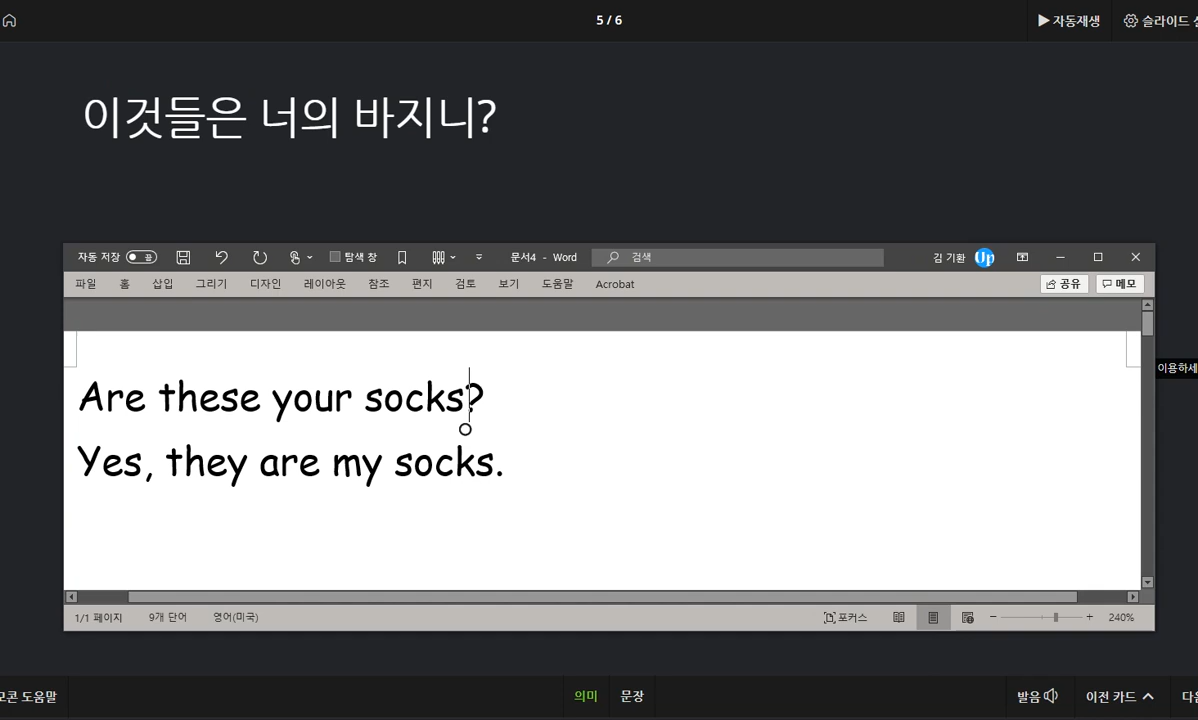 5 / 6
자동재생
슬라이드
이것들은 너의 바지니?
자동 저장 끔
탐색 창
문서4 - Word
검색
김 기환
Up
파일 홈 삽입 그리기 디자인 레이아웃 참조 편지 검토 보기 도움말 Acrobat
공유 메모
Are these your socks?
Yes, they are my socks.
이용하세
1/1 페이지 9개 단어 영어(미국)
포커스
240%
도움말
의미 문장
발음 이전 카드